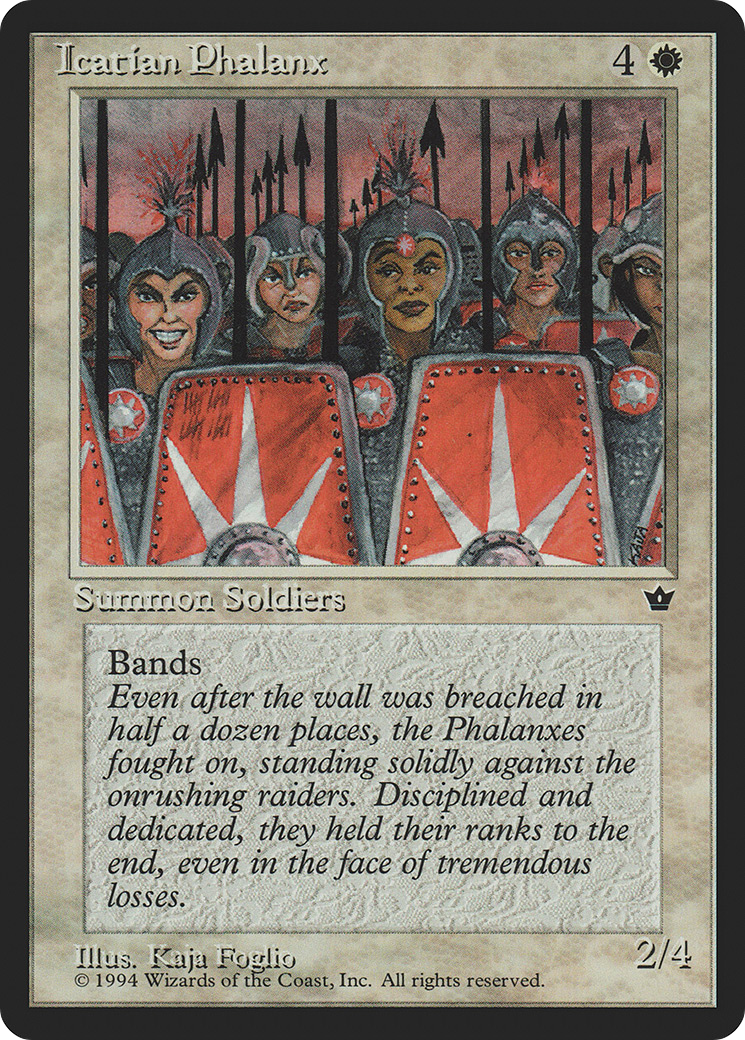 Icatian Phalanx 4
KAJA
Summon Soldiers
Bands
Even after the wall was breached in
half a dozen places, the Phalanxes
fought on, standing solidly against the
onrushing raiders. Disciplined and
dedicated, they held their ranks to the
end, even in the face of tremendous
losses.
Illus. Kaja Foglio 2/4
© 1994 Wizards of the Coast, Inc. All rights reserved.